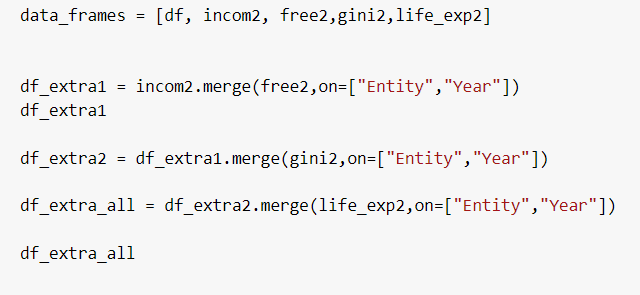 data_frames = [df, incom2, free2,gini2,life_exp2]
df_extra1 = incom2.merge(free2,on=["Entity","Year"])
df_extra1
df_extra2 = df_extra1.merge(gini2,on=["Entity","Year"])
df_extra_all = df_extra2.merge(life_exp2,on=["Entity","Year"])
df_extra_all